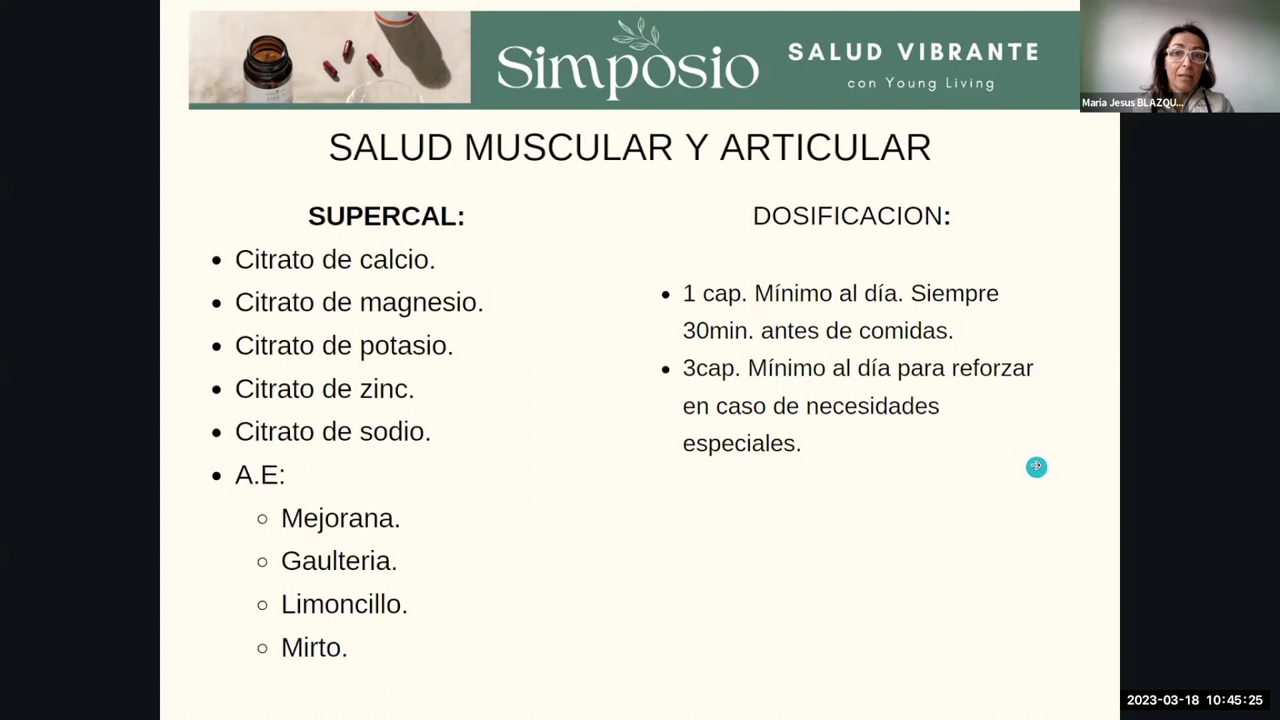 Simposio
SALUD VIBRANTE
con Young Living
Maria Jesus BLAZQU...
SALUD MUSCULAR Y ARTICULAR
SUPERCAL:
• Citrato de calcio.
• Citrato de magnesio.
• Citrato de potasio.
• Citrato de zinc.
• Citrato de sodio.
• A.E:
○ Mejorana.
○ Gaulteria.
○ Limoncillo.
○ Mirto.
DOSIFICACION:
• 1 cap. Mínimo al día. Siempre
30min. antes de comidas.
• 3cap. Mínimo al día para reforzar
en caso de necesidades
especiales.
2023-03-18 10:45:25